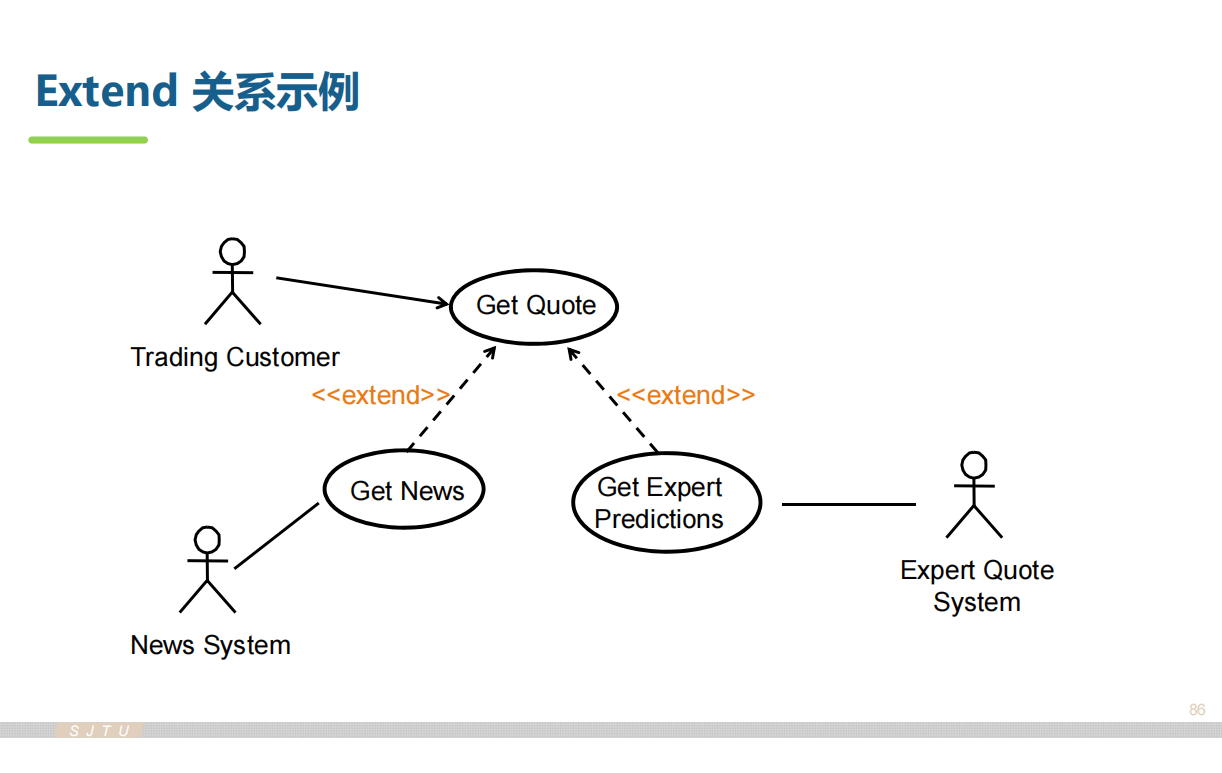 Extend 关系示例
Get Quote
Trading Customer
<<extend>>
<<extend>>
Get News
Get Expert
Predictions
News System
Expert Quote
System
86
S J T U